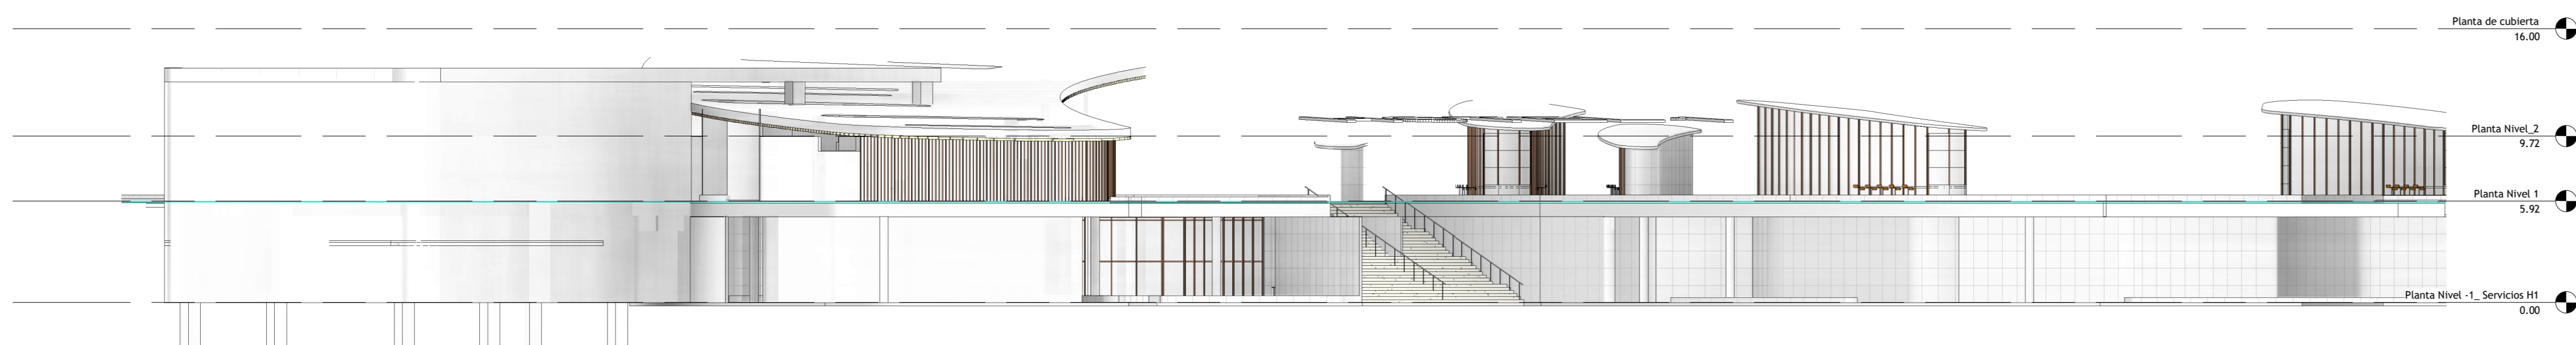 Planta de cubierta
16.00
Planta Nivel_2
9.72
Planta Nivel 1
5.92
Planta Nivel -1_ Servicios H1
0.00